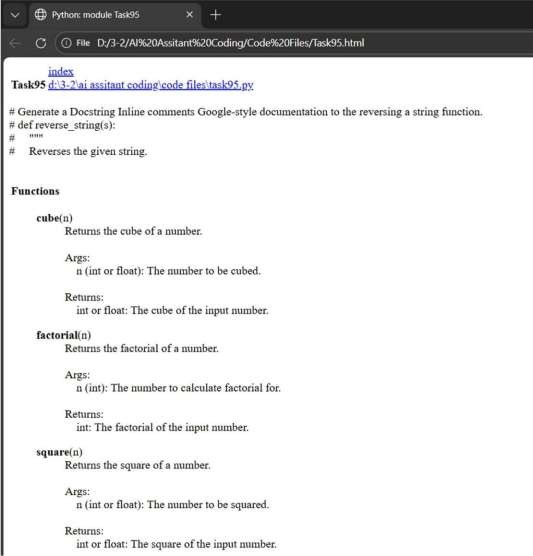 Python: module Task95
File D:/3-2/AI%20Assitant%20Coding/Code%20Files/Task95.html
index
Task95 d:\3-2\ai assitant coding\code files\task95.py
# Generate a Docstring Inline comments Google-style documentation to the reversing a string function.
# def reverse_string(s):
# """
# Reverses the given string.
Functions
cube(n)
Returns the cube of a number.
Args:
n (int or float): The number to be cubed.
Returns:
int or float: The cube of the input number.
factorial(n)
Returns the factorial of a number.
Args:
n (int): The number to calculate factorial for.
Returns:
int: The factorial of the input number.
square(n)
Returns the square of a number.
Args:
n (int or float): The number to be squared.
Returns:
int or float: The square of the input number.